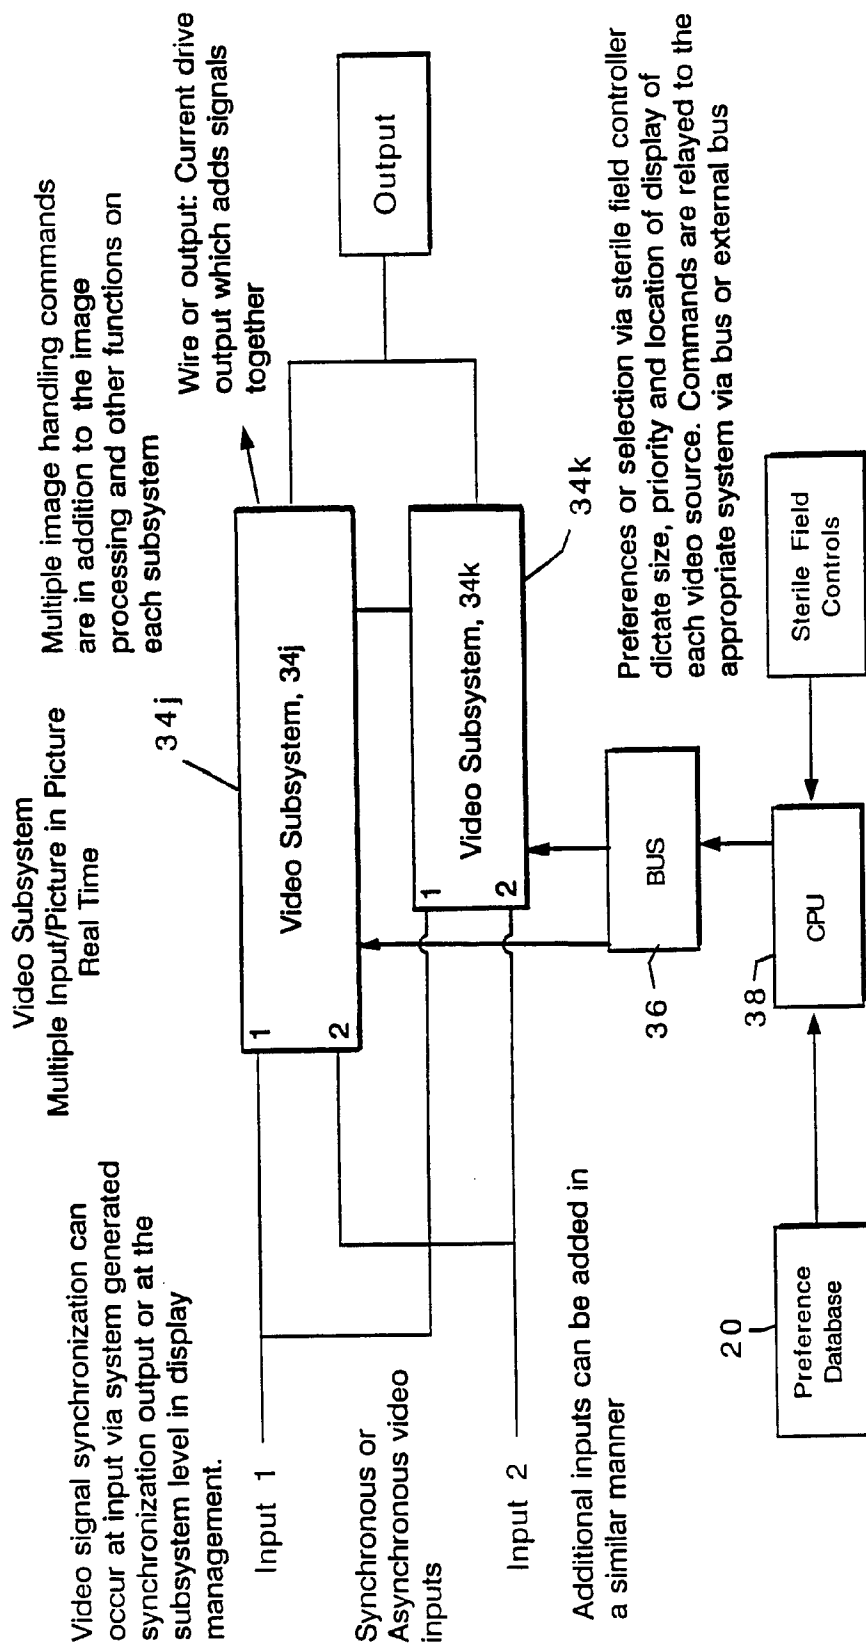 Video Subsystem
Multiple Input/Picture in Picture
Real Time
Video signal synchronization can
occur at input via system generated
synchronization output or at the
subsystem level in display
management.
Multiple image handling commands
are in addition to the image
processing and other functions on
each subsystem
Wire or output: Current drive
output which adds signals
together
34j
Input 1
1
2
Video Subsystem, 34j
Synchronous or
Asynchronous video
inputs
Output
Input 2
1
2
Video Subsystem, 34k
34k
Additional inputs can be added in
a similar manner
BUS
36
Preferences or selection via sterile field controller
dictate size, priority and location of display of
each video source. Commands are relayed to the
appropriate system via bus or external bus
20
Preference
Database
38
CPU
Sterile Field
Controls